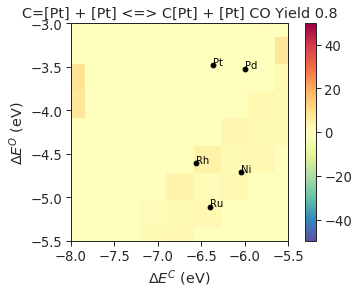 C=[Pt] + [Pt] <=> C[Pt] + [Pt] CO Yield 0.8
−3.0
−3.5
−4.0
−4.5
−5.0
−5.5
ΔE^O (eV)
Pt
Pd
Rh
Ni
Ru
−8.0 −7.5 −7.0 −6.5 −6.0 −5.5
ΔE^C (eV)
40
20
0
−20
−40